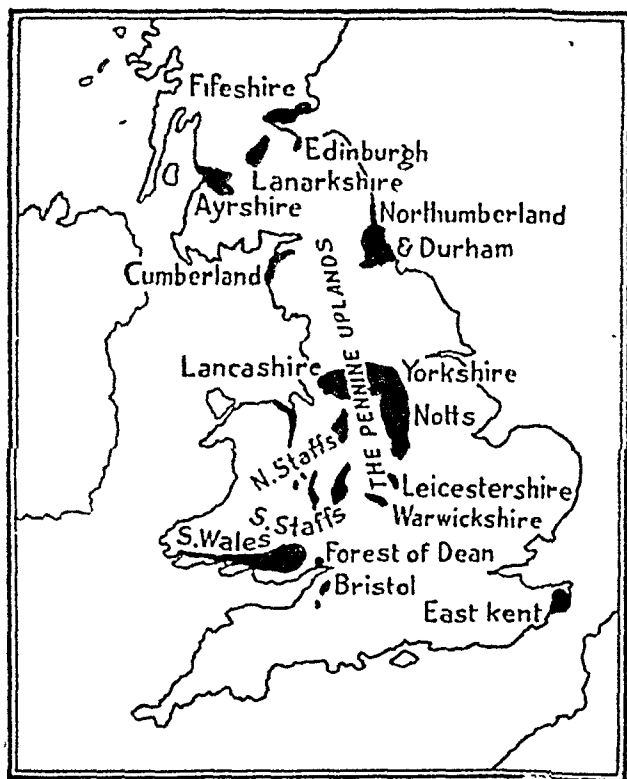 Fifeshire
Edinburgh
Lanarkshire
Ayrshire
Northumberland
& Durham
Cumberland
THE PENNINE UPLANDS
Lancashire
Yorkshire
Notts
N. Staffs
Leicestershire
S. Staffs
Warwickshire
S. Wales
Forest of Dean
Bristol
East kent